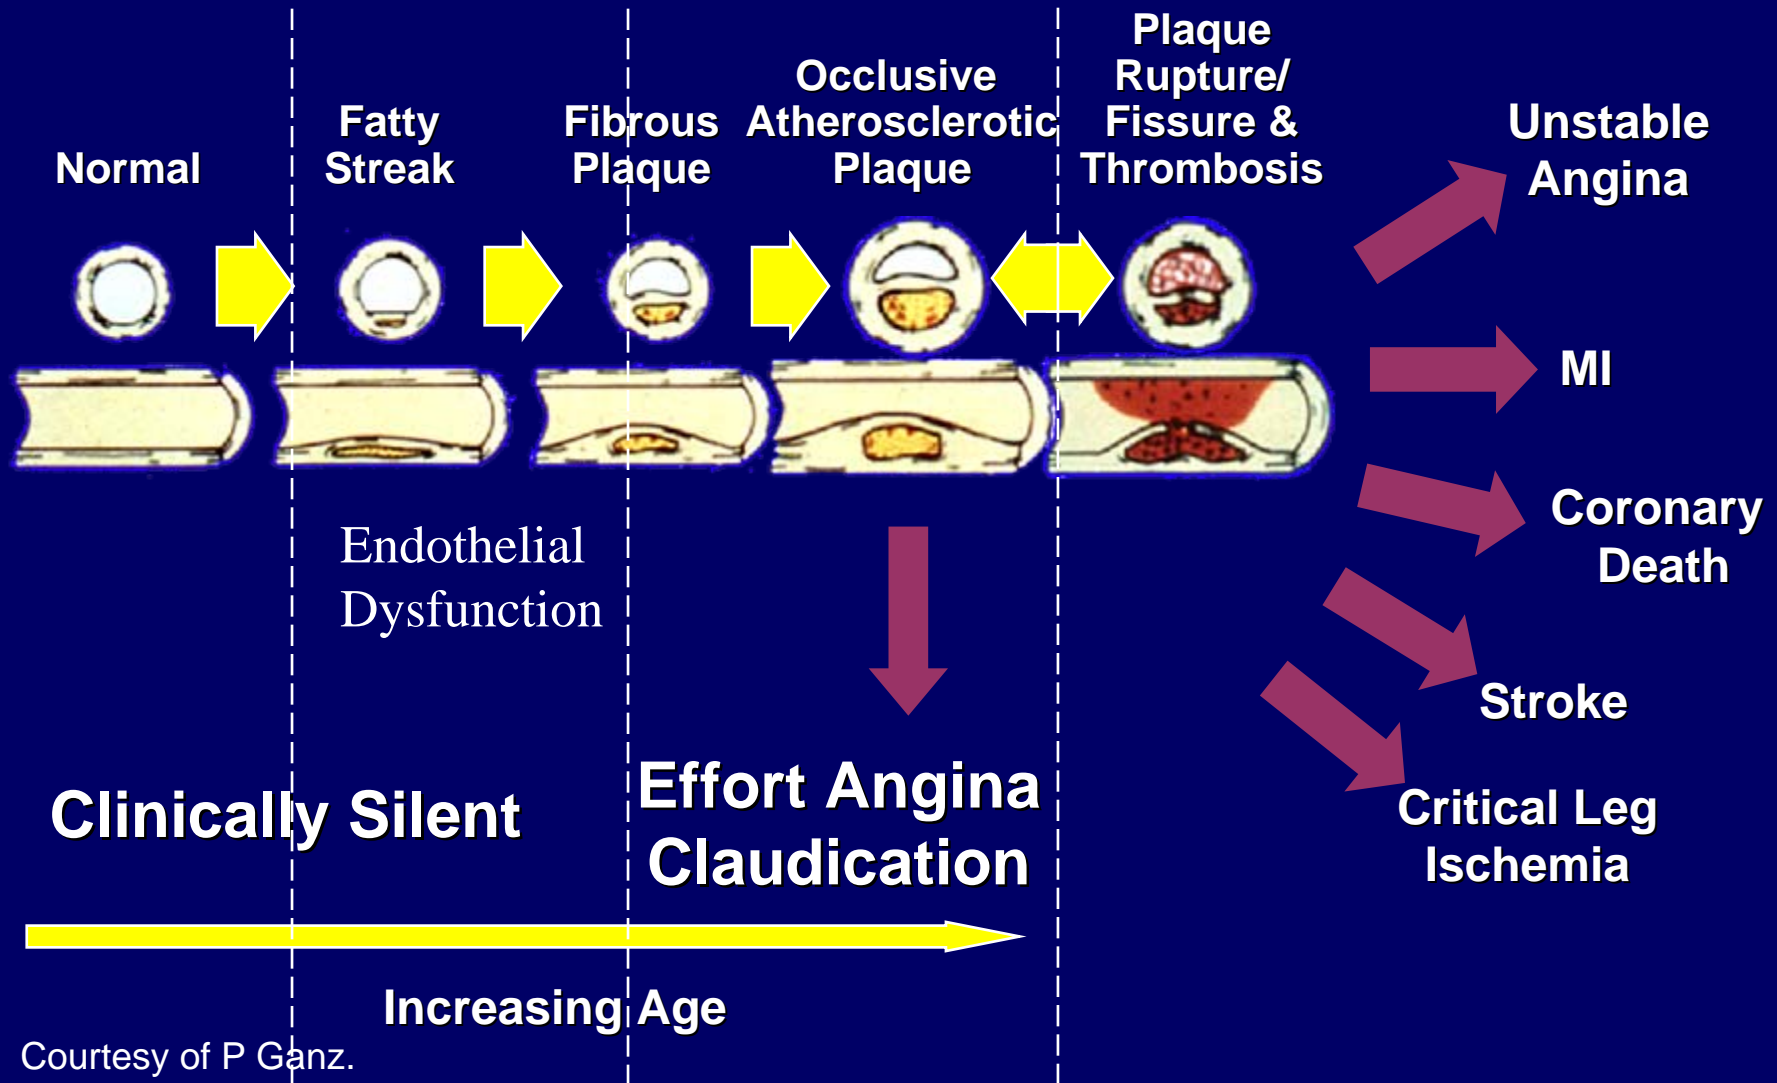 Normal
Fatty
Streak
Fibrous
Plaque
Occlusive
Atherosclerotic
Plaque
Plaque
Rupture/
Fissure &
Thrombosis
Unstable
Angina
MI
Coronary
Death
Stroke
Critical Leg
Ischemia
Endothelial
Dysfunction
Clinically Silent
Effort Angina
Claudication
Increasing Age
Courtesy of P Ganz.